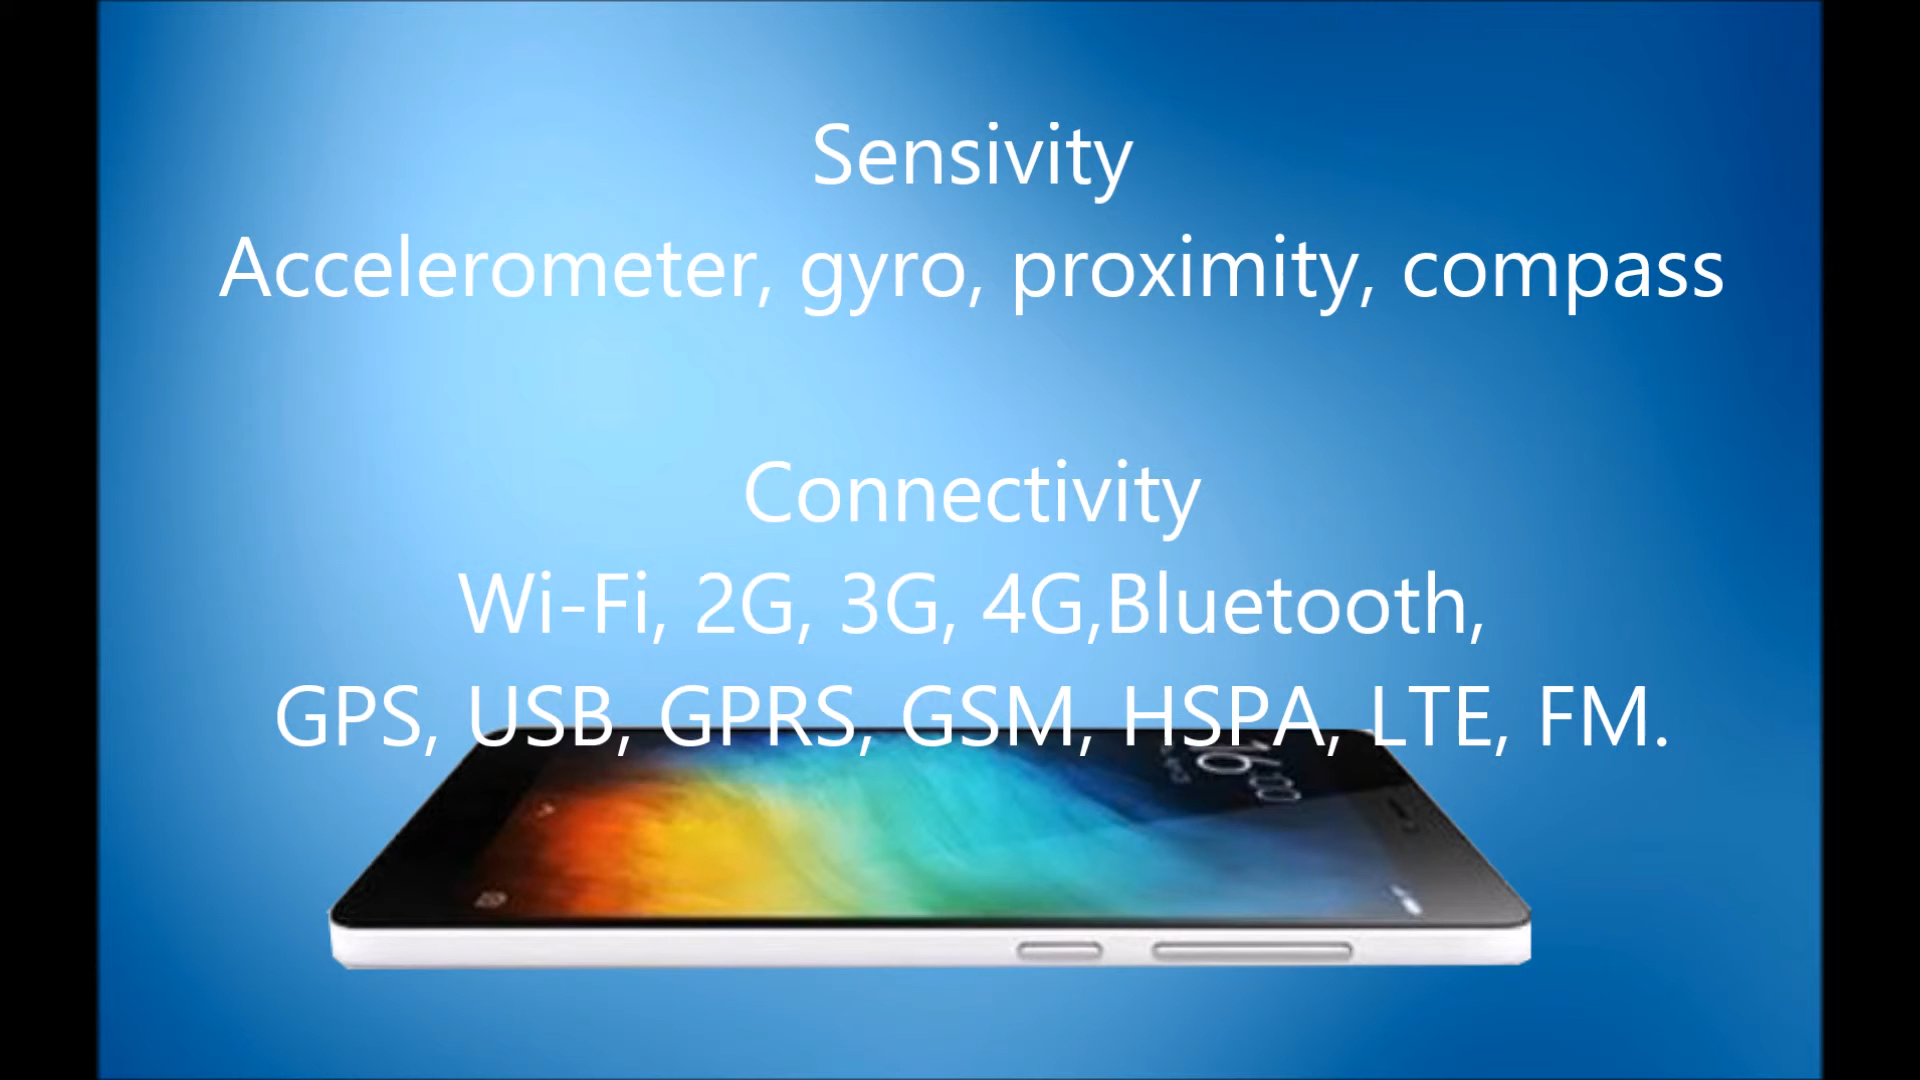 Sensivity
Accelerometer, gyro, proximity, compass
Connectivity
Wi-Fi, 2G, 3G, 4G,Bluetooth,
GPS, USB, GPRS, GSM, HSPA, LTE, FM.